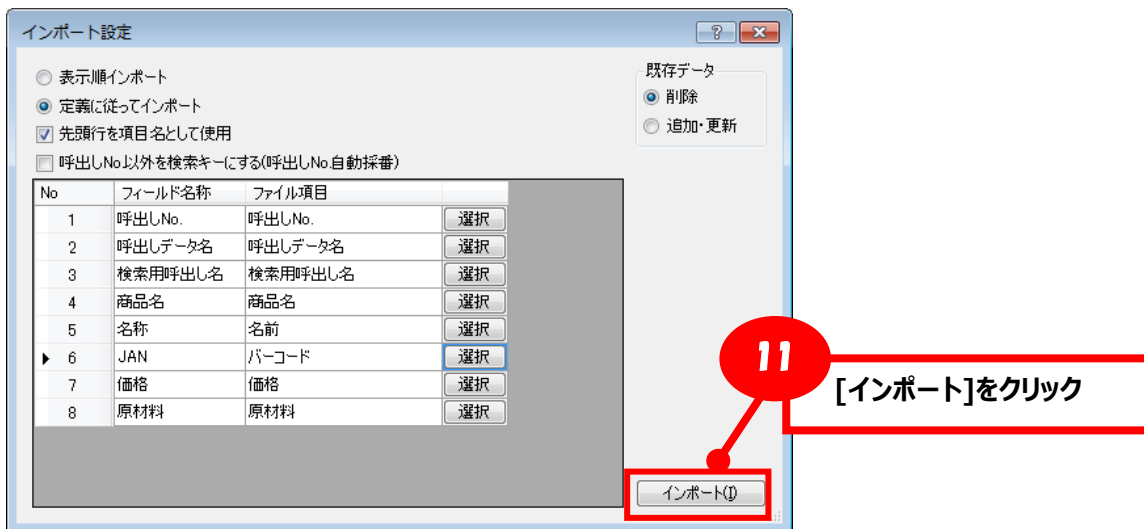 インポート設定
表示順インポート
定義に従ってインポート
先頭行を項目名として使用
呼出しNo.以外を検索キーにする(呼出しNo.自動採番)
既存データ
削除
追加・更新
No フィールド名称 ファイル項目
1 呼出しNo. 呼出しNo. 選択
2 呼出しデータ名 呼出しデータ名 選択
3 検索用呼出し名 検索用呼出し名 選択
4 商品名 商品名 選択
5 名称 名前 選択
6 JAN バーコード 選択
7 価格 価格 選択
8 原材料 原材料 選択
インポート(I)
11
[インポート]をクリック